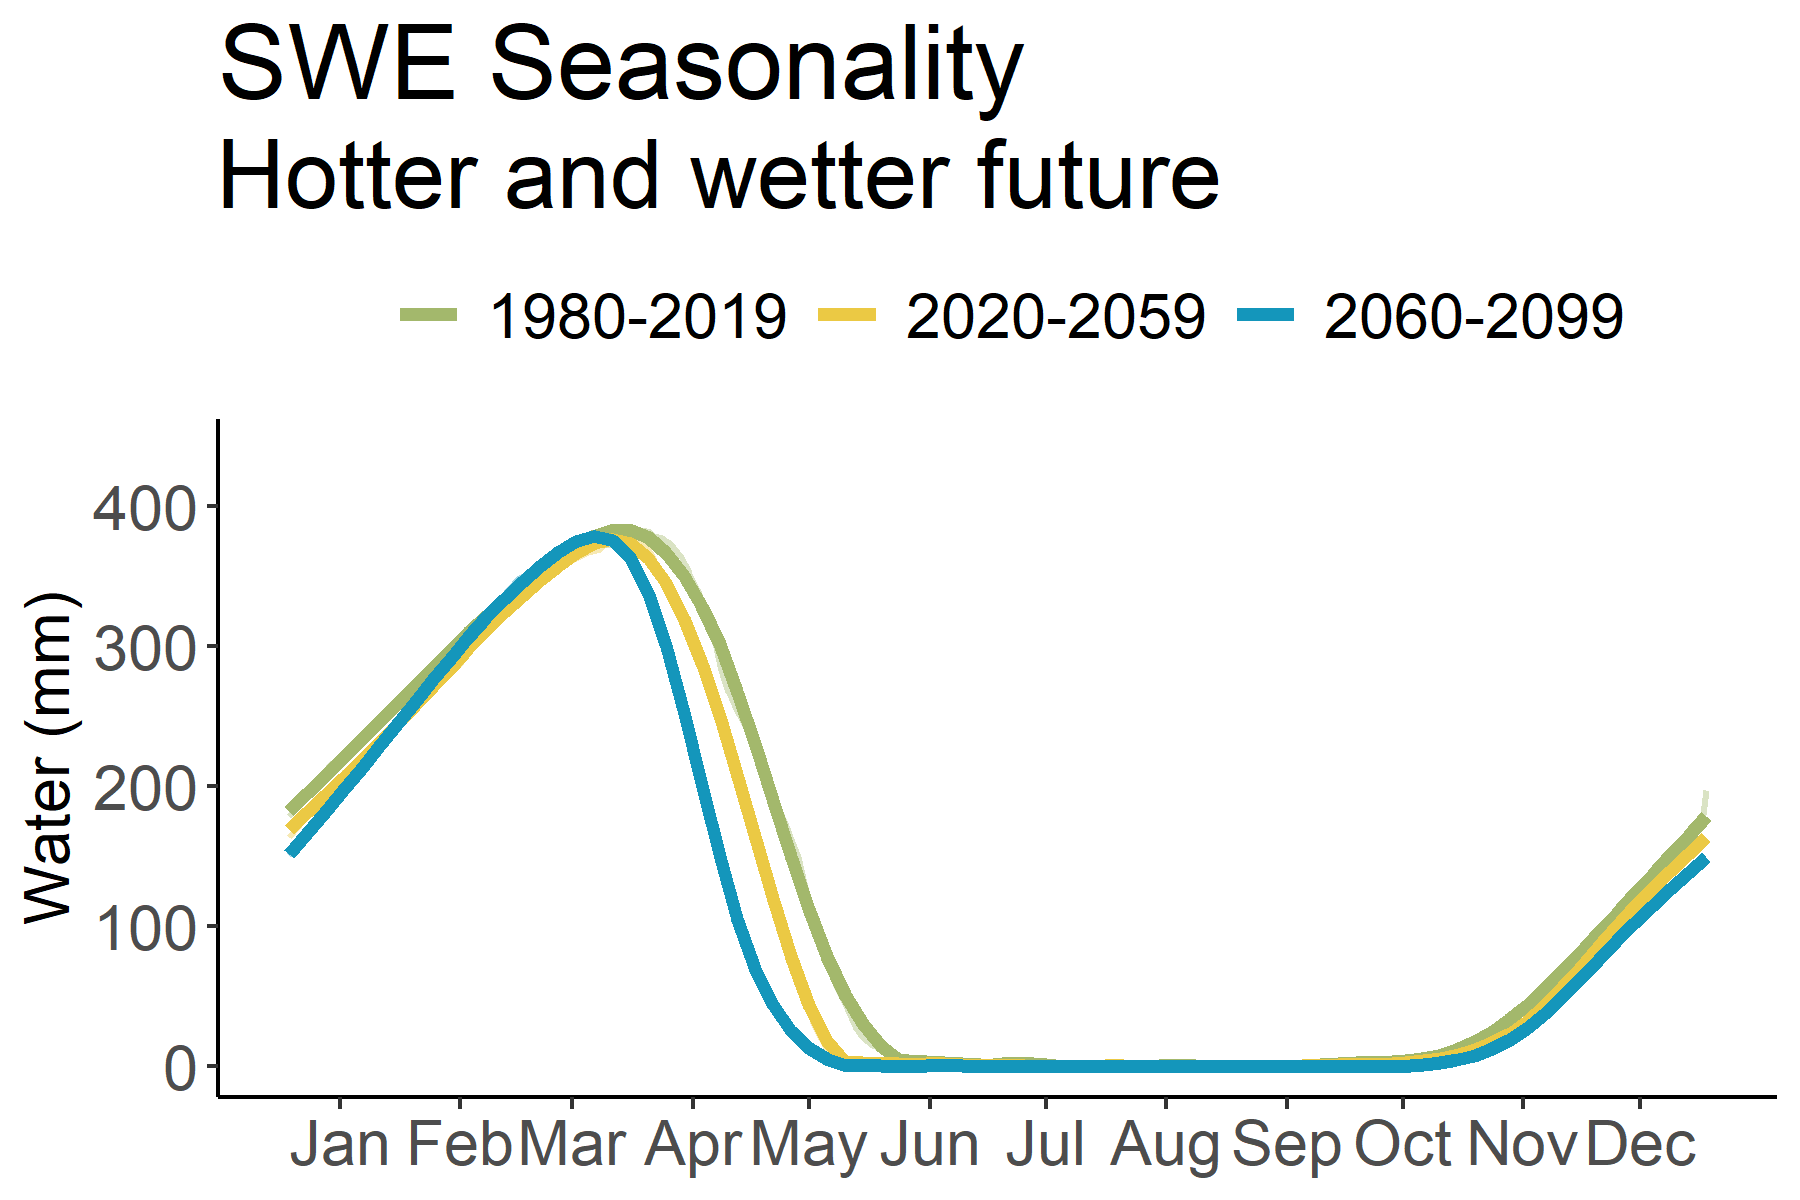 SWE Seasonality
Hotter and wetter future
1980-2019 2020-2059 2060-2099
Water (mm)
400
300
200
100
0
Jan Feb Mar Apr May Jun Jul Aug Sep Oct Nov Dec